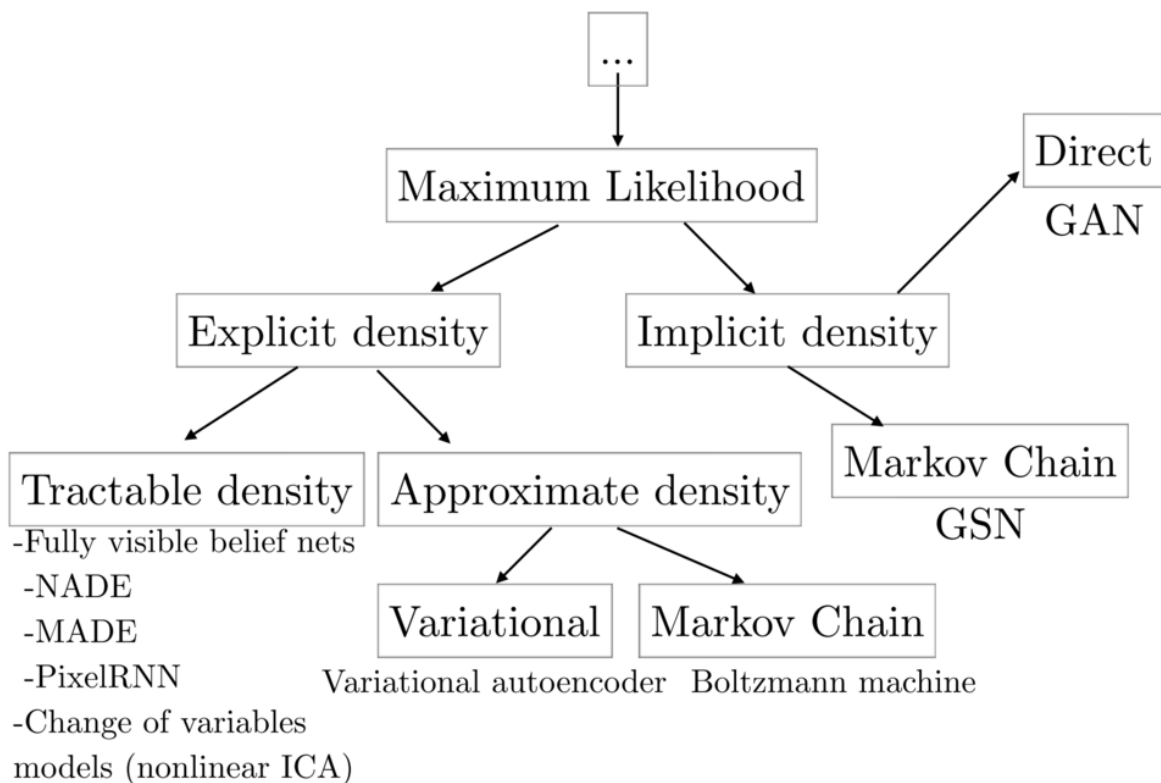 ...
Maximum Likelihood
Direct
GAN
Explicit density
Implicit density
Tractable density
-Fully visible belief nets
-NADE
-MADE
-PixelRNN
-Change of variables
models (nonlinear ICA)
Approximate density
Variational
Variational autoencoder
Markov Chain
Boltzmann machine
Markov Chain
GSN